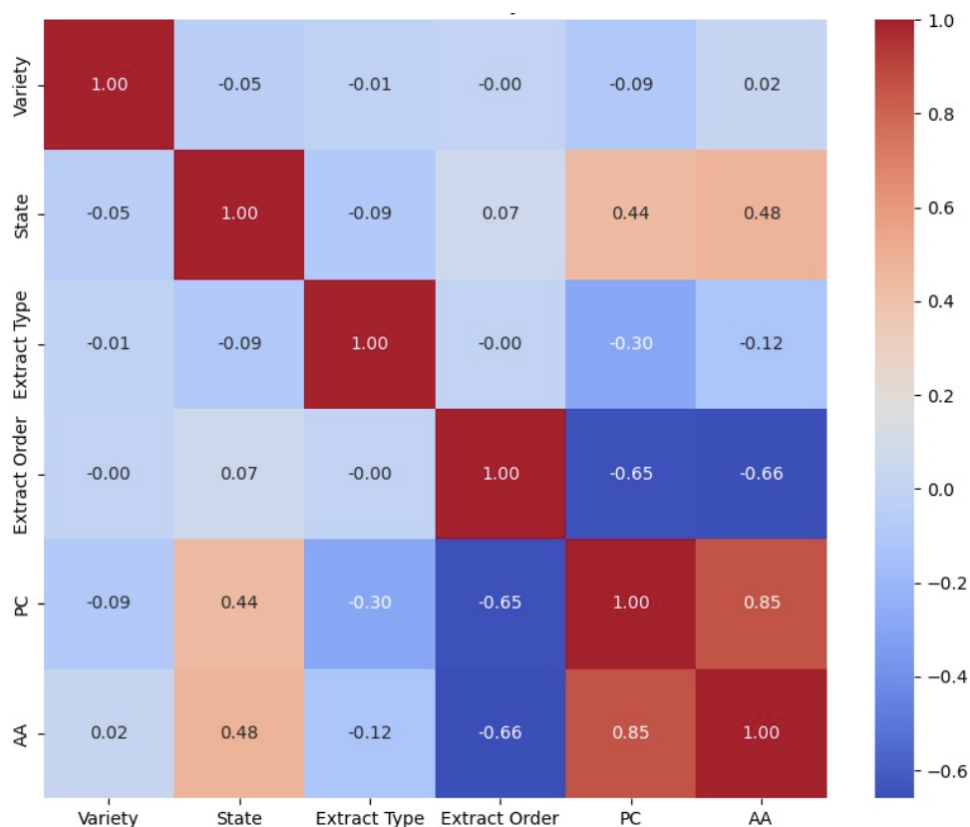 Variety 1.00 -0.05 -0.01 -0.00 -0.09 0.02
State -0.05 1.00 -0.09 0.07 0.44 0.48
Extract Type -0.01 -0.09 1.00 -0.00 -0.30 -0.12
Extract Order -0.00 0.07 -0.00 1.00 -0.65 -0.66
PC -0.09 0.44 -0.30 -0.65 1.00 0.85
AA 0.02 0.48 -0.12 -0.66 0.85 1.00
Variety State Extract Type Extract Order PC AA
1.0
0.8
0.6
0.4
0.2
0.0
−0.2
−0.4
−0.6